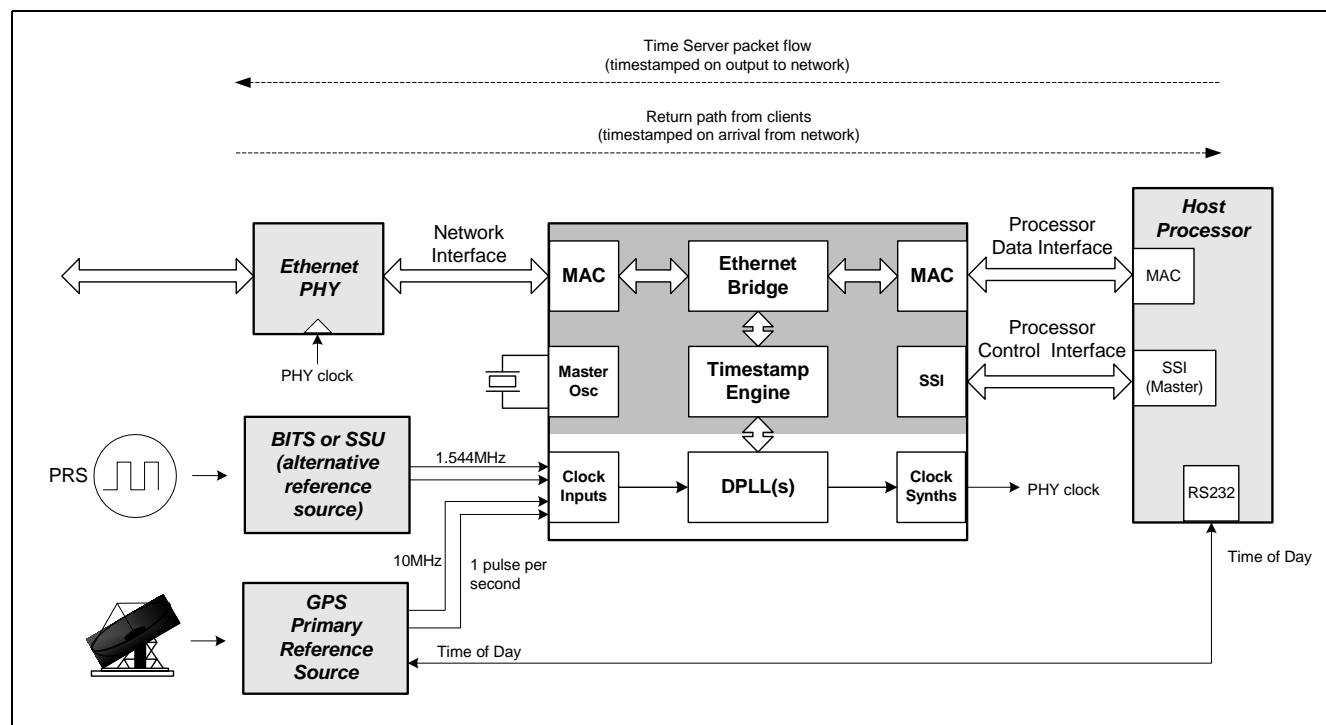 Time Server packet flow
(timestamped on output to network)
Return path from clients
(timestamped on arrival from network)
Host
Processor
Ethernet
PHY
PHY clock
Network
Interface
MAC
Ethernet
Bridge
MAC
Processor
Data Interface
MAC
Master
Osc
Timestamp
Engine
SSI
Processor
Control Interface
SSI
(Master)
PRS
BITS or SSU
(alternative
reference
source)
1.544MHz
Clock
Inputs
DPLL(s)
Clock
Synths
PHY clock
RS232
10MHz
1 pulse per
second
Time of Day
GPS
Primary
Reference
Source
Time of Day